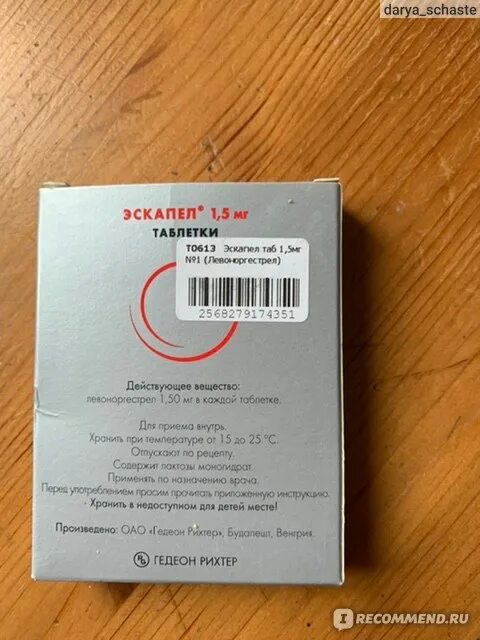 darya_schaste
ЭСКАПЕЛ® 1,5 мг
ТАБЛЕТКИ
T0613 Эскапел таб 1,5мг
№1 (Левоноргестрел)
2568279174351
Действующее вещество:
левоноргестрел 1,50 мг в каждой таблетке.
Для приема внутрь.
Хранить при температуре от 15 до 25 °C.
Отпускают по рецепту.
Содержит лактозы моногидрат.
Применять по назначению врача.
Перед употреблением просим прочитать приложенную инструкцию.
· Хранить в недоступном для детей месте!
Произведено: ОАО «Гедеон Рихтер», Будапешт, Венгрия.
RG ГЕДЕОН РИХТЕР
IRECOMMEND.RU